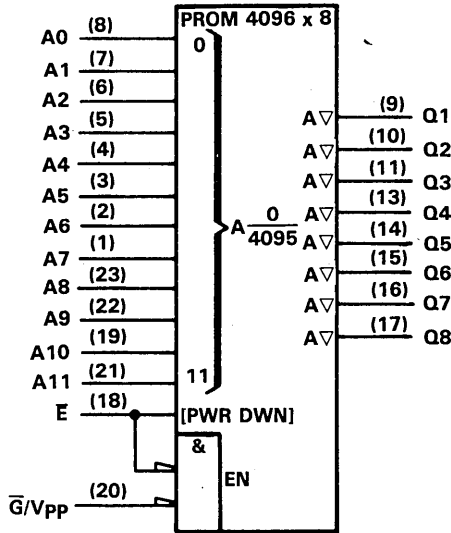 PROM 4096 x 8
A0 (8) 0
A1 (7)
A2 (6)
A3 (5) A▽ (9) Q1
A4 (4) A▽ (10) Q2
A5 (3) A▽ (11) Q3
A6 (2) A 0/4095 A▽ (13) Q4
A7 (1) A▽ (14) Q5
A8 (23) A▽ (15) Q6
A9 (22) A▽ (16) Q7
A10 (19) A▽ (17) Q8
A11 (21) 11
E̅ (18) [PWR DWN]
&
EN
G̅/VPP (20)